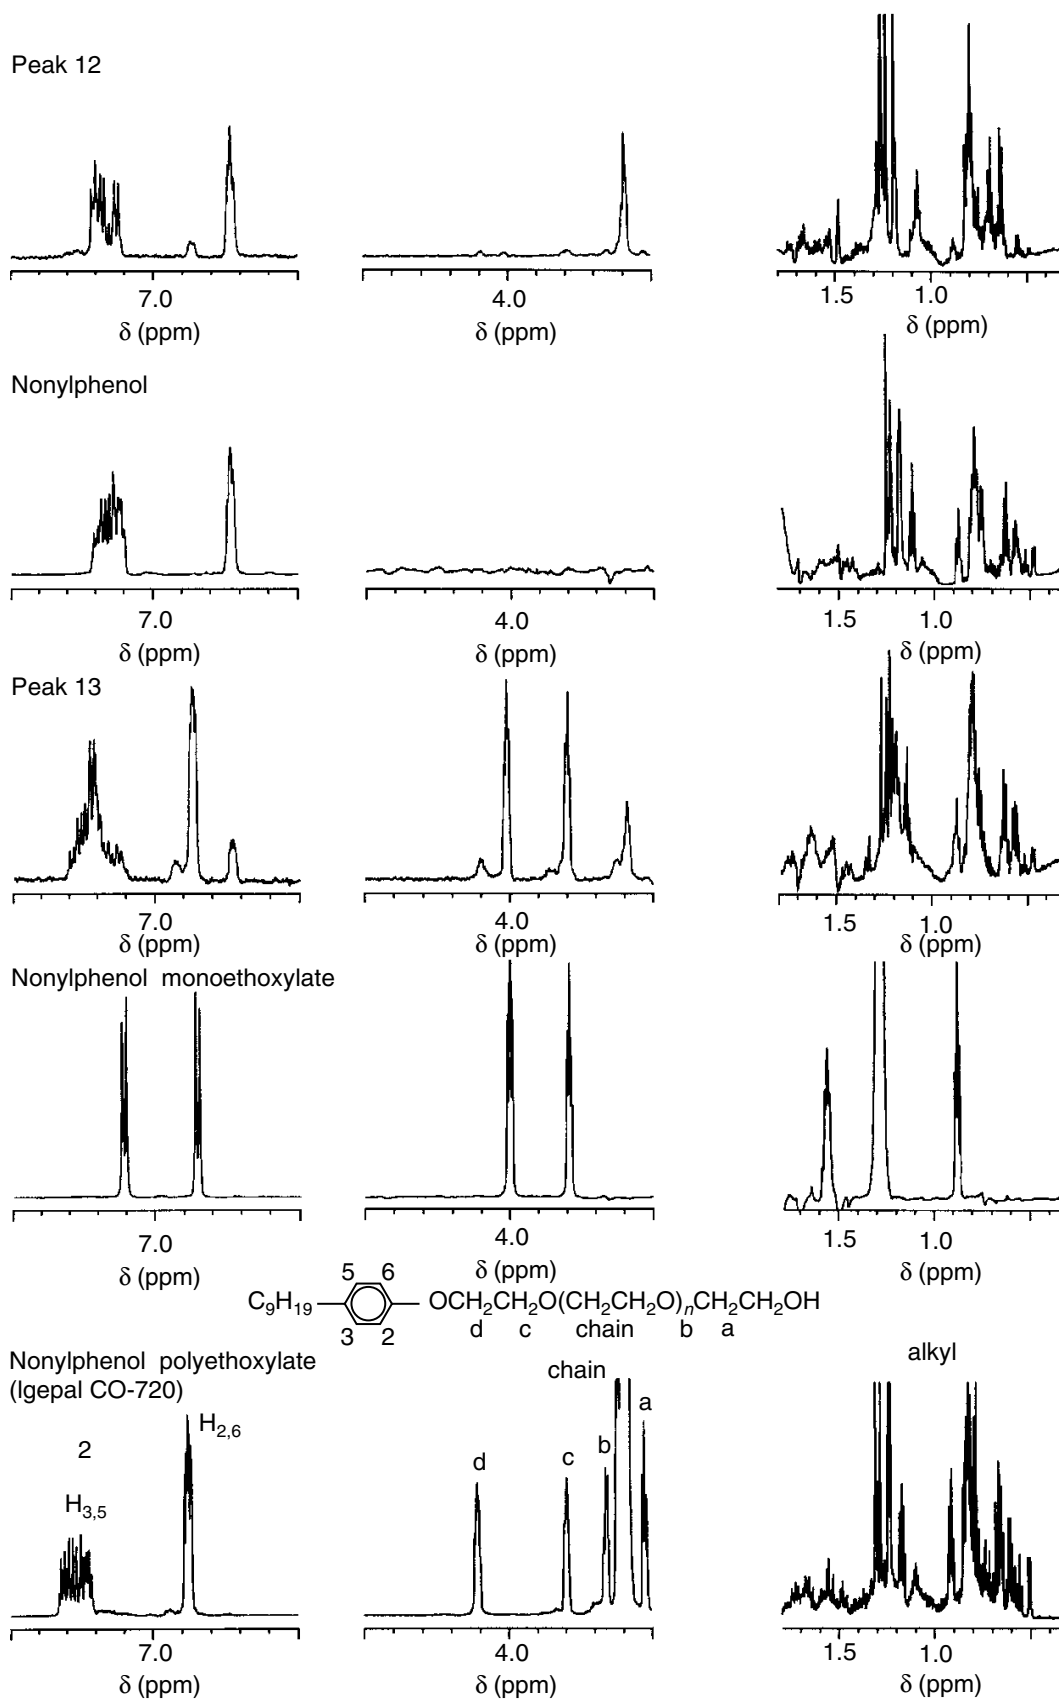 Peak 12
7.0 4.0 1.5 1.0
δ (ppm) δ (ppm) δ (ppm)
Nonylphenol
7.0 4.0 1.5 1.0
δ (ppm) δ (ppm) δ (ppm)
Peak 13
7.0 4.0 1.5 1.0
δ (ppm) δ (ppm) δ (ppm)
Nonylphenol monoethoxylate
7.0 4.0 1.5 1.0
δ (ppm) δ (ppm) δ (ppm)
5 6
C9H19 OCH2CH2O(CH2CH2O)nCH2CH2OH
3 2 d c chain b a
Nonylphenol polyethoxylate chain alkyl
(Igepal CO-720)
a
H2,6
2 d c b
H3,5
7.0 4.0 1.5 1.0
δ (ppm) δ (ppm) δ (ppm)